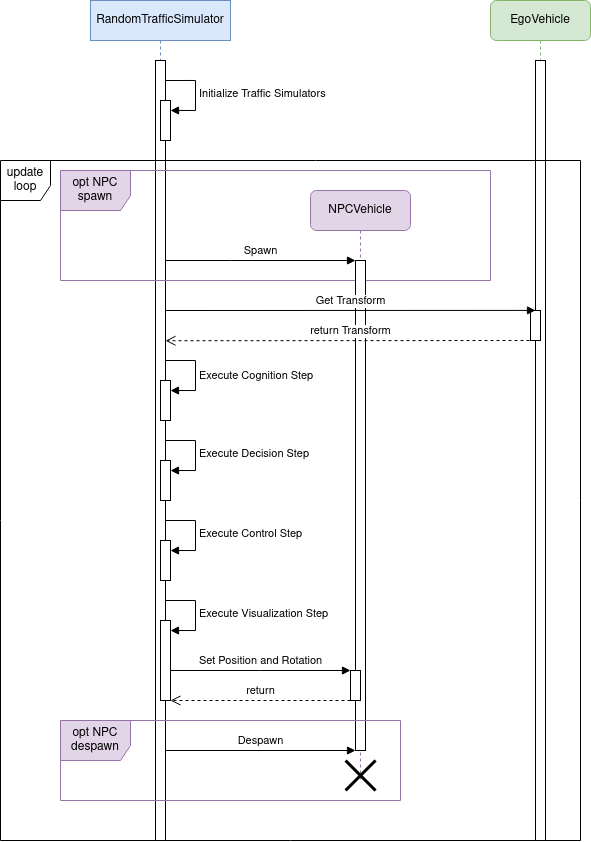 RandomTrafficSimulator
EgoVehicle
Initialize Traffic Simulators
update
loop
opt NPC
spawn
NPCVehicle
Spawn
Get Transform
return Transform
Execute Cognition Step
Execute Decision Step
Execute Control Step
Execute Visualization Step
Set Position and Rotation
return
opt NPC
despawn
Despawn